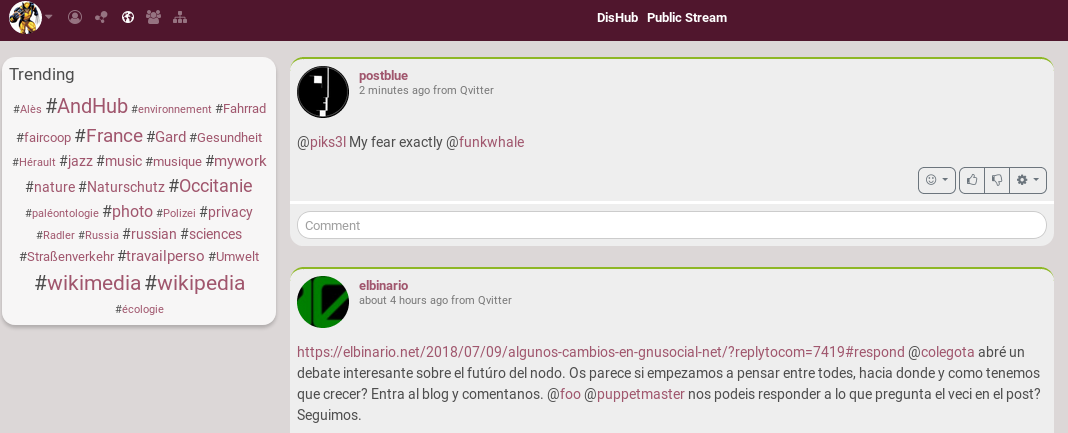 DisHub Public Stream
Trending
#Alès #AndHub #environnement #Fahrrad
#faircoop #France #Gard #Gesundheit
#Hérault #jazz #music #musique #mywork
#nature #Naturschutz #Occitanie
#paléontologie #photo #Polizei #privacy
#Radler #Russia #russian #sciences
#Straßenverkehr #travailperso #Umwelt
#wikimedia #wikipedia
#écologie
postblue
2 minutes ago from Qvitter
@piks3l My fear exactly @funkwhale
Comment
elbinario
about 4 hours ago from Qvitter
https://elbinario.net/2018/07/09/algunos-cambios-en-gnusocial-net/?replytocom=7419#respond @colegota abré un
debate interesante sobre el futúro del nodo. Os parece si empezamos a pensar entre todes, hacia donde y como tenemos
que crecer? Entra al blog y comentanos. @foo @puppetmaster nos podeis responder a lo que pregunta el veci en el post?
Seguimos.